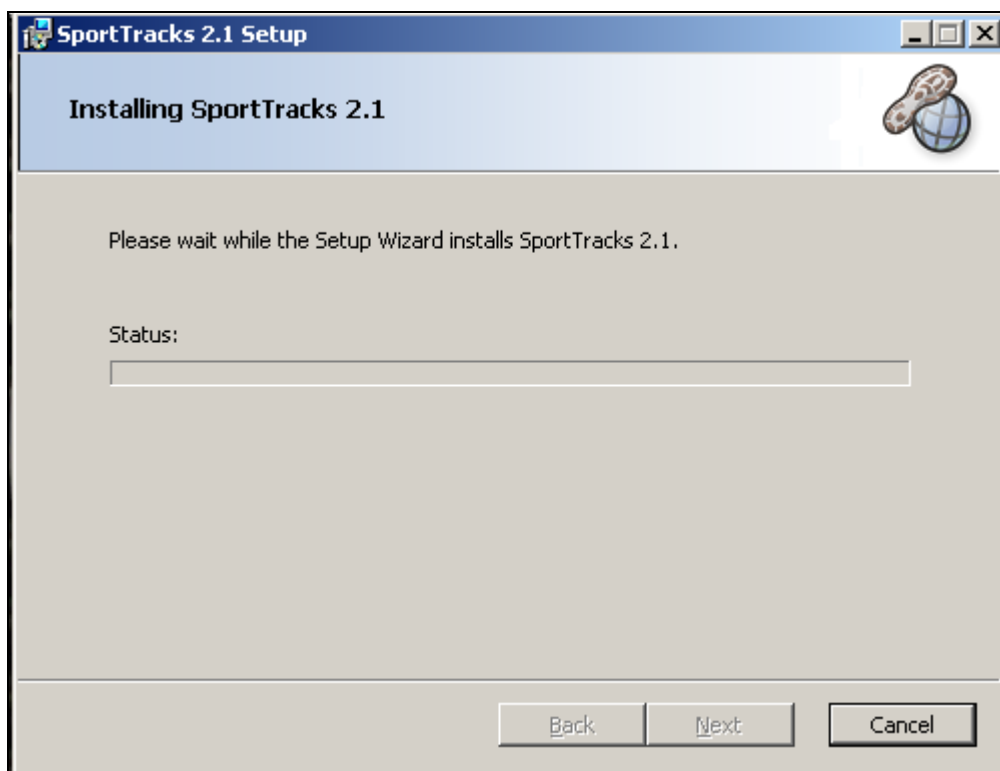 SportTracks 2.1 Setup
Installing SportTracks 2.1
Please wait while the Setup Wizard installs SportTracks 2.1.
Status:
Back Next Cancel